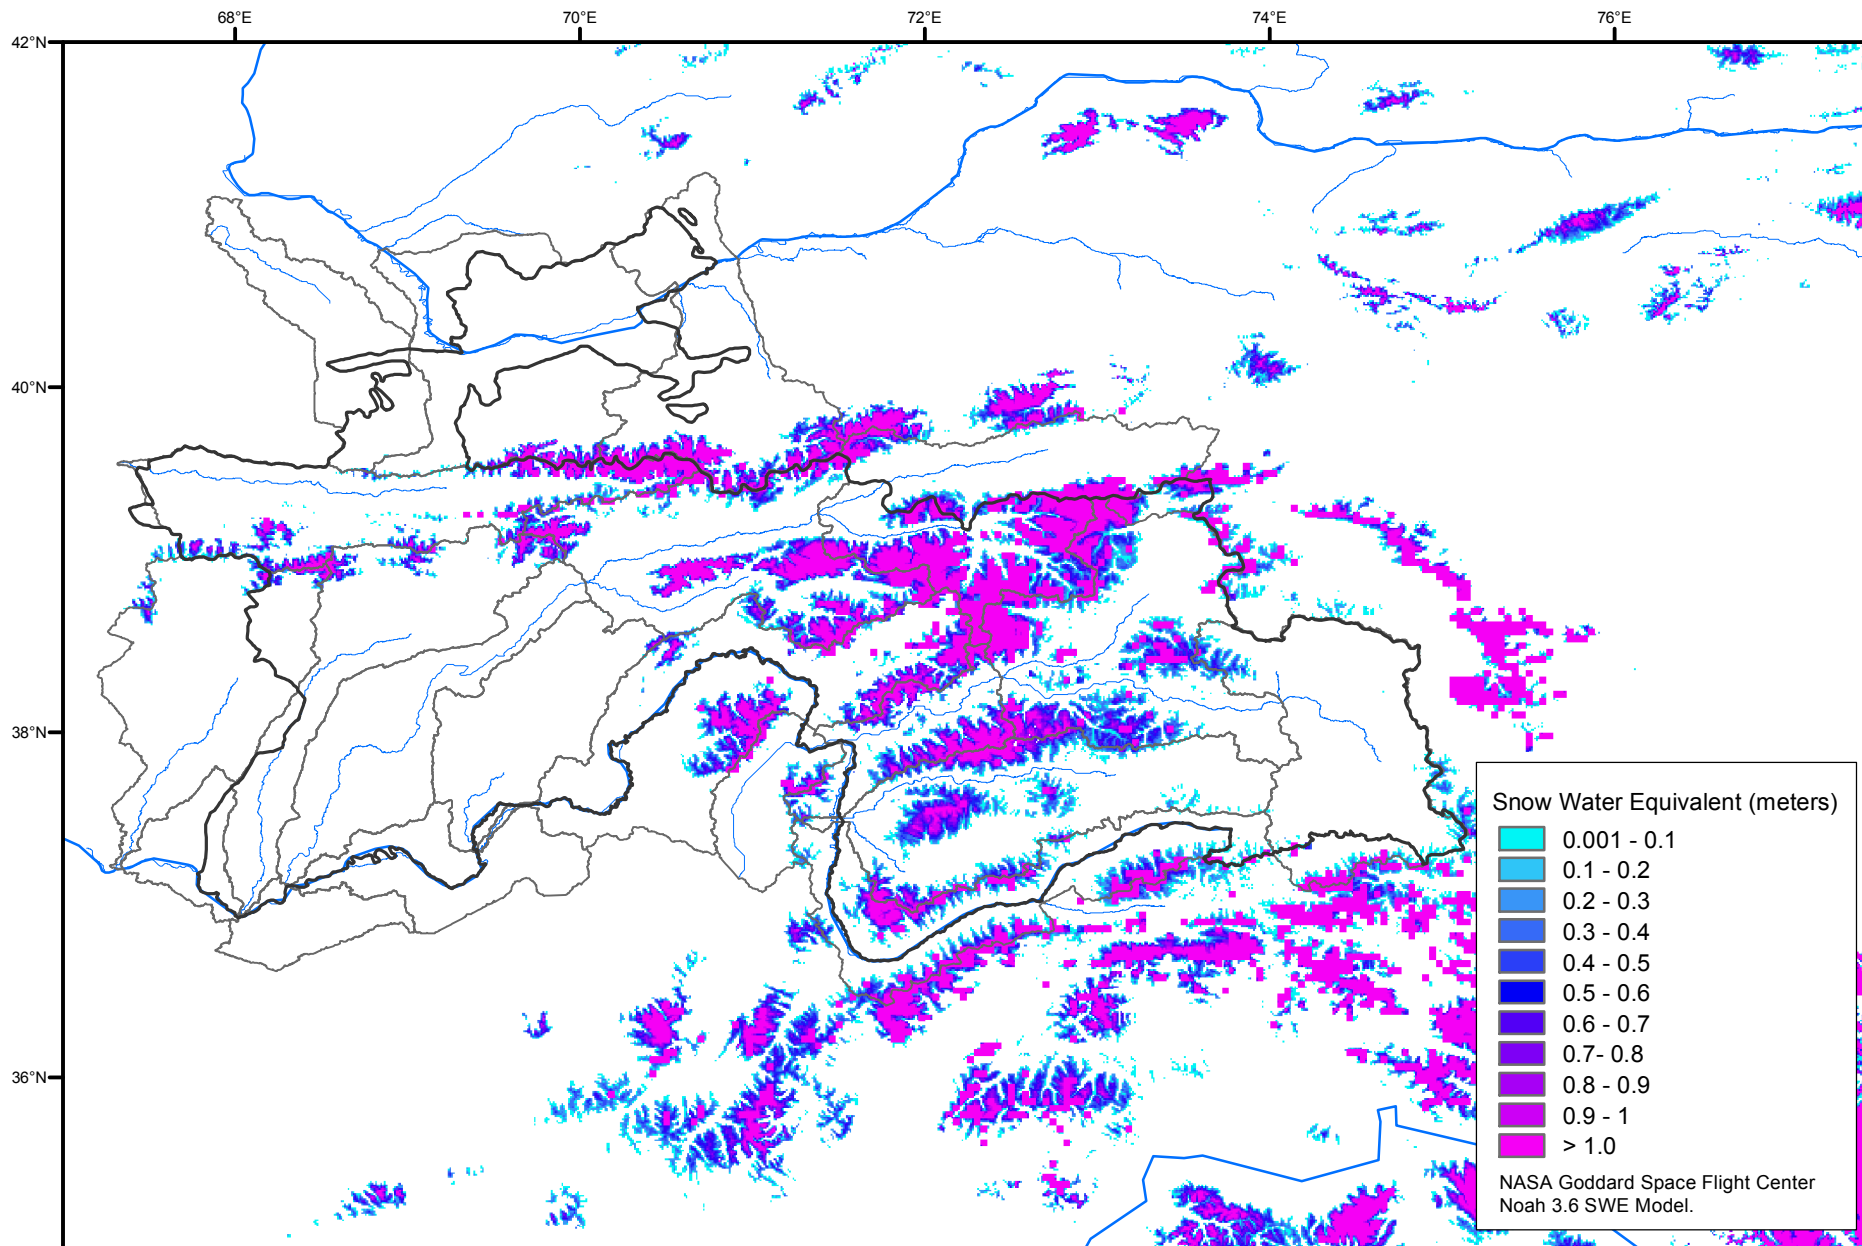 68°E
70°E
72°E
74°E
76°E
42°N
40°N
38°N
36°N
Snow Water Equivalent (meters)
0.001 - 0.1
0.1 - 0.2
0.2 - 0.3
0.3 - 0.4
0.4 - 0.5
0.5 - 0.6
0.6 - 0.7
0.7- 0.8
0.8 - 0.9
0.9 - 1
> 1.0
NASA Goddard Space Flight Center
Noah 3.6 SWE Model.